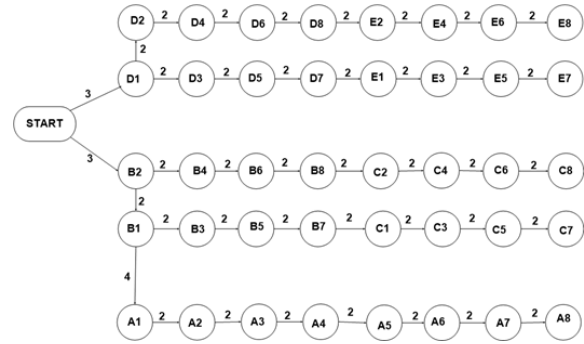 D2 2 D4 2 D6 2 D8 2 E2 2 E4 2 E6 2 E8
2
D1 2 D3 2 D5 2 D7 2 E1 2 E3 2 E5 2 E7
3
START
3
B2 2 B4 2 B6 2 B8 2 C2 2 C4 2 C6 2 C8
2
B1 2 B3 2 B5 2 B7 2 C1 2 C3 2 C5 2 C7
4
A1 2 A2 2 A3 2 A4 2 A5 2 A6 2 A7 2 A8